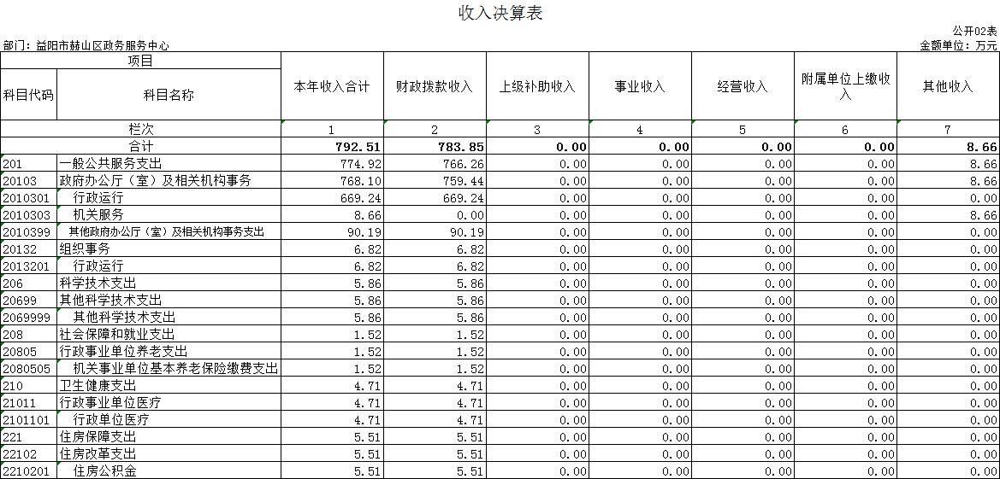 收入决算表
公开02表
部门：益阳市赫山区政务服务中心 金额单位：万元
项目 本年收入合计 财政拨款收入 上级补助收入 事业收入 经营收入 附属单位上缴收入 其他收入
科目代码 科目名称
栏次 1 2 3 4 5 6 7
合计 792.51 783.85 0.00 0.00 0.00 0.00 8.66
201 一般公共服务支出 774.92 766.26 0.00 0.00 0.00 0.00 8.66
20103 政府办公厅（室）及相关机构事务 768.10 759.44 0.00 0.00 0.00 0.00 8.66
2010301 行政运行 669.24 669.24 0.00 0.00 0.00 0.00 0.00
2010303 机关服务 8.66 0.00 0.00 0.00 0.00 0.00 8.66
2010399 其他政府办公厅（室）及相关机构事务支出 90.19 90.19 0.00 0.00 0.00 0.00 0.00
20132 组织事务 6.82 6.82 0.00 0.00 0.00 0.00 0.00
2013201 行政运行 6.82 6.82 0.00 0.00 0.00 0.00 0.00
206 科学技术支出 5.86 5.86 0.00 0.00 0.00 0.00 0.00
20699 其他科学技术支出 5.86 5.86 0.00 0.00 0.00 0.00 0.00
2069999 其他科学技术支出 5.86 5.86 0.00 0.00 0.00 0.00 0.00
208 社会保障和就业支出 1.52 1.52 0.00 0.00 0.00 0.00 0.00
20805 行政事业单位养老支出 1.52 1.52 0.00 0.00 0.00 0.00 0.00
2080505 机关事业单位基本养老保险缴费支出 1.52 1.52 0.00 0.00 0.00 0.00 0.00
210 卫生健康支出 4.71 4.71 0.00 0.00 0.00 0.00 0.00
21011 行政事业单位医疗 4.71 4.71 0.00 0.00 0.00 0.00 0.00
2101101 行政单位医疗 4.71 4.71 0.00 0.00 0.00 0.00 0.00
221 住房保障支出 5.51 5.51 0.00 0.00 0.00 0.00 0.00
22102 住房改革支出 5.51 5.51 0.00 0.00 0.00 0.00 0.00
2210201 住房公积金 5.51 5.51 0.00 0.00 0.00 0.00 0.00